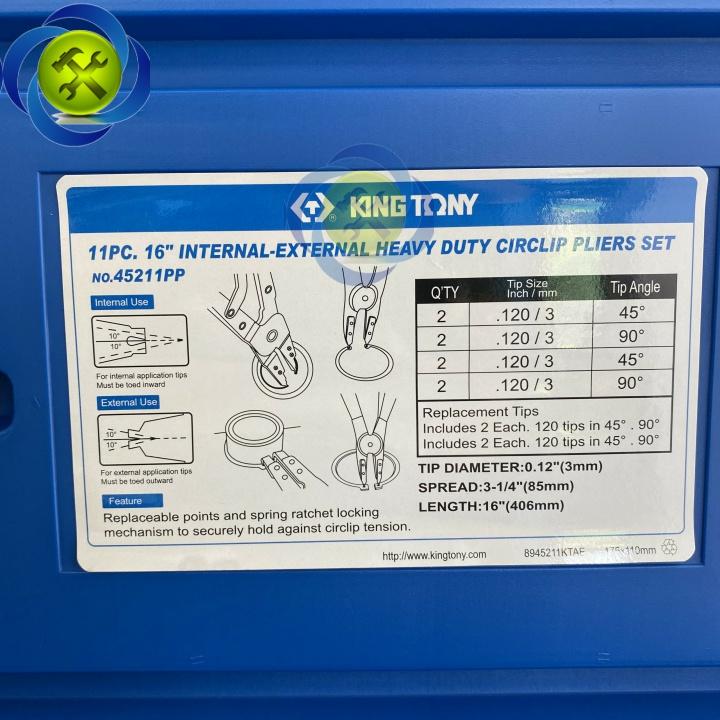 KING TONY
®
11PC. 16" INTERNAL-EXTERNAL HEAVY DUTY CIRCLIP PLIERS SET
NO.45211PP
Internal Use
10°
10°
For internal application tips
Must be toed inward
External Use
10°
10°
For external application tips
Must be toed outward
Feature
Replaceable points and spring ratchet locking
mechanism to securely hold against circlip tension.
Q'TY Tip Size Inch / mm Tip Angle
2 .120 / 3 45°
2 .120 / 3 90°
2 .120 / 3 45°
2 .120 / 3 90°
Replacement Tips
Includes 2 Each. 120 tips in 45° . 90°
Includes 2 Each. 120 tips in 45° . 90°
TIP DIAMETER:0.12"(3mm)
SPREAD:3-1/4"(85mm)
LENGTH:16"(406mm)
http://www.kingtony.com 8945211KTAE 175x110mm